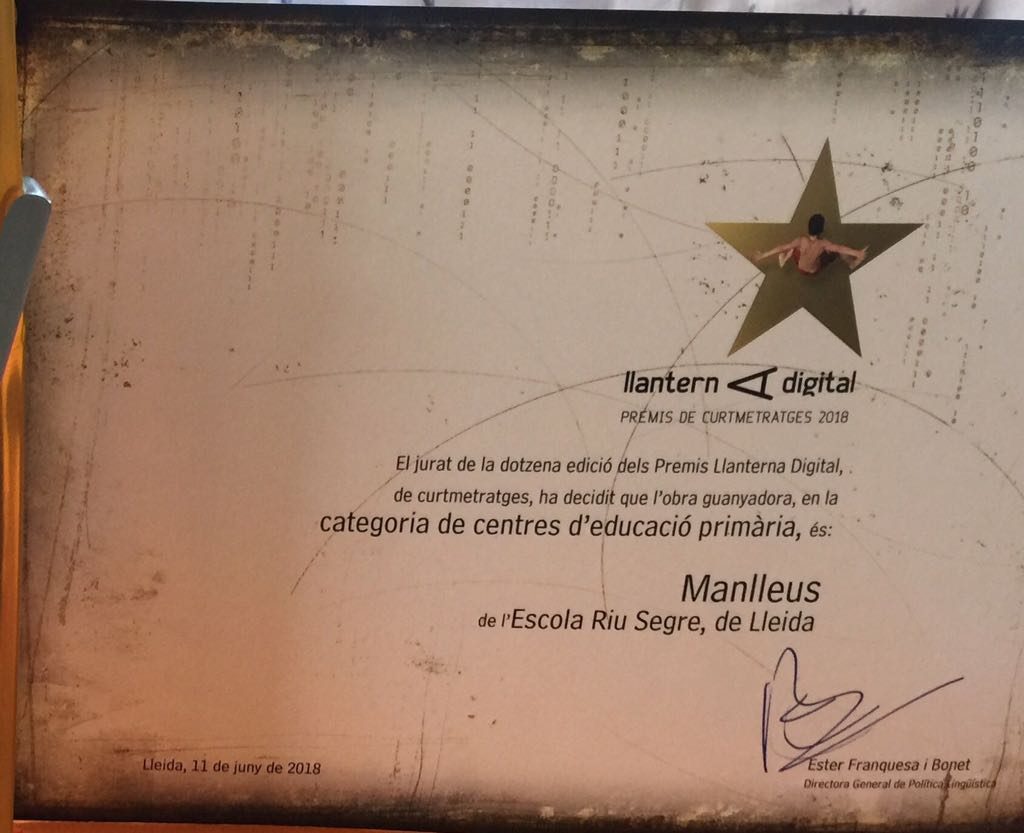 llanternA digital
PREMIS DE CURTMETRATGES 2018
El jurat de la dotzena edició dels Premis Llanterna Digital,
de curtmetratges, ha decidit que l'obra guanyadora, en la
categoria de centres d'educació primària, és:
Manlleus
de l'Escola Riu Segre, de Lleida
Lleida, 11 de juny de 2018
Ester Franquesa i Bonet
Directora General de Política Lingüística